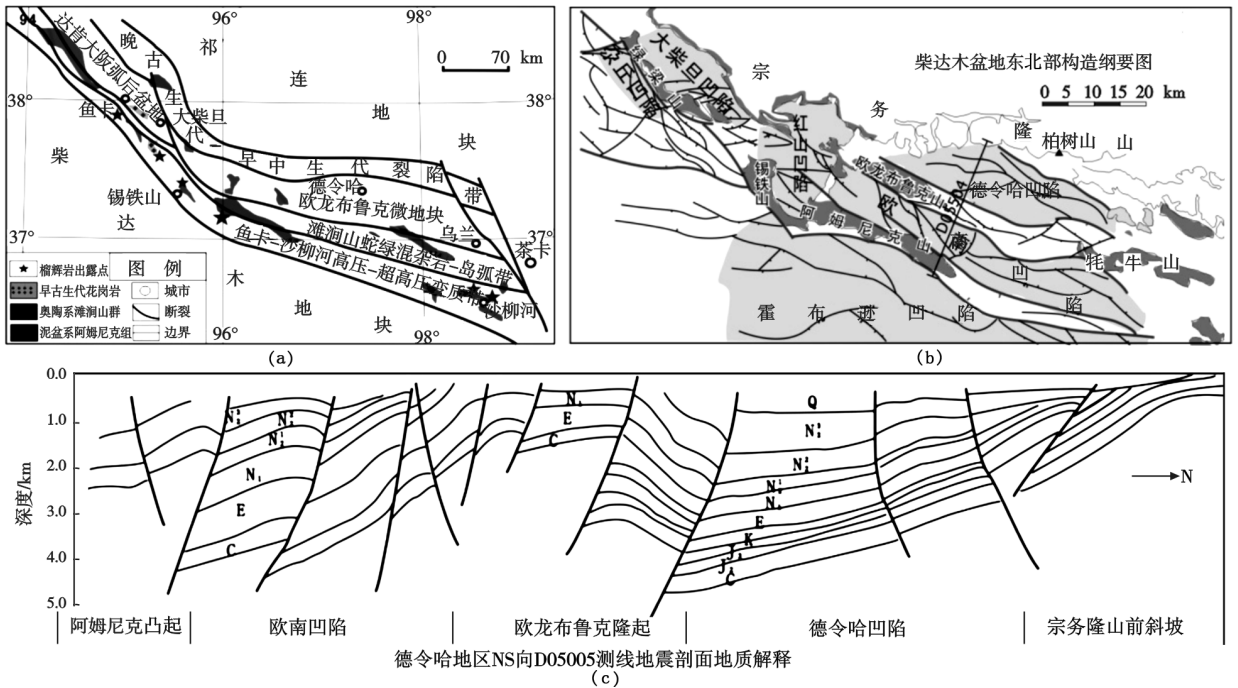 94 96° 98°
达肯大阪弧后盆地
晚古生代
祁连地块
0 70 km
38° 38°
鱼卡
大柴旦
早中生代裂陷带
德令哈
柴达木地块
锡铁山
欧龙布鲁克微地块
乌兰
滩涧山蛇绿混杂岩-岛弧带
茶卡
37° 37°
鱼卡-沙柳河高压-超高压变质带
沙柳河
图 例
榴辉岩出露点 城市
早古生代花岗岩 断裂
奥陶系滩涧山群 边界
泥盆系阿姆尼克组
96° 98°
(a)
柴达木盆地东北部构造纲要图
0 5 10 15 20 km
大柴旦凹陷
绿梁山
鱼卡凹陷
宗务隆山
柏树山
红山凹陷
锡铁山
欧龙布鲁克山
德令哈凹陷
阿姆尼克山
欧南凹陷
牦牛山
霍布逊凹陷
(b)
0.0
1.0
2.0
3.0
4.0
5.0
深度/km
N
Q
E
C
E
C
E
K
C
阿姆尼克凸起 欧南凹陷 欧龙布鲁克隆起 德令哈凹陷 宗务隆山前斜坡
德令哈地区NS向D05005测线地震剖面地质解释
(c)